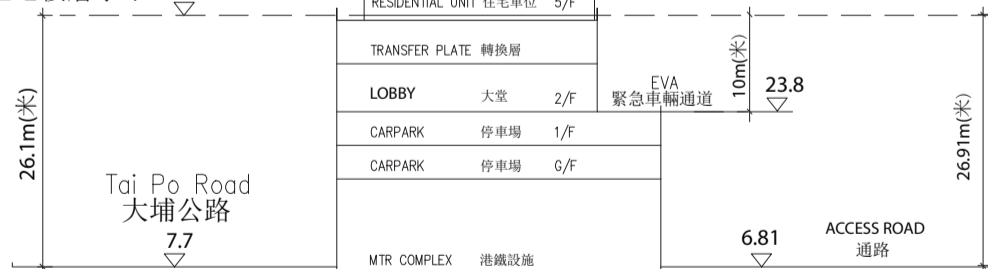 RESIDENTIAL UNIT 住宅單位 5/F
TRANSFER PLATE 轉換層
LOBBY 大堂 2/F
EVA
緊急車輛通道
10m(米)
23.8
CARPARK 停車場 1/F
CARPARK 停車場 G/F
26.1m(米)
26.91m(米)
Tai Po Road
大埔公路
7.7
6.81
ACCESS ROAD
通路
MTR COMPLEX 港鐵設施